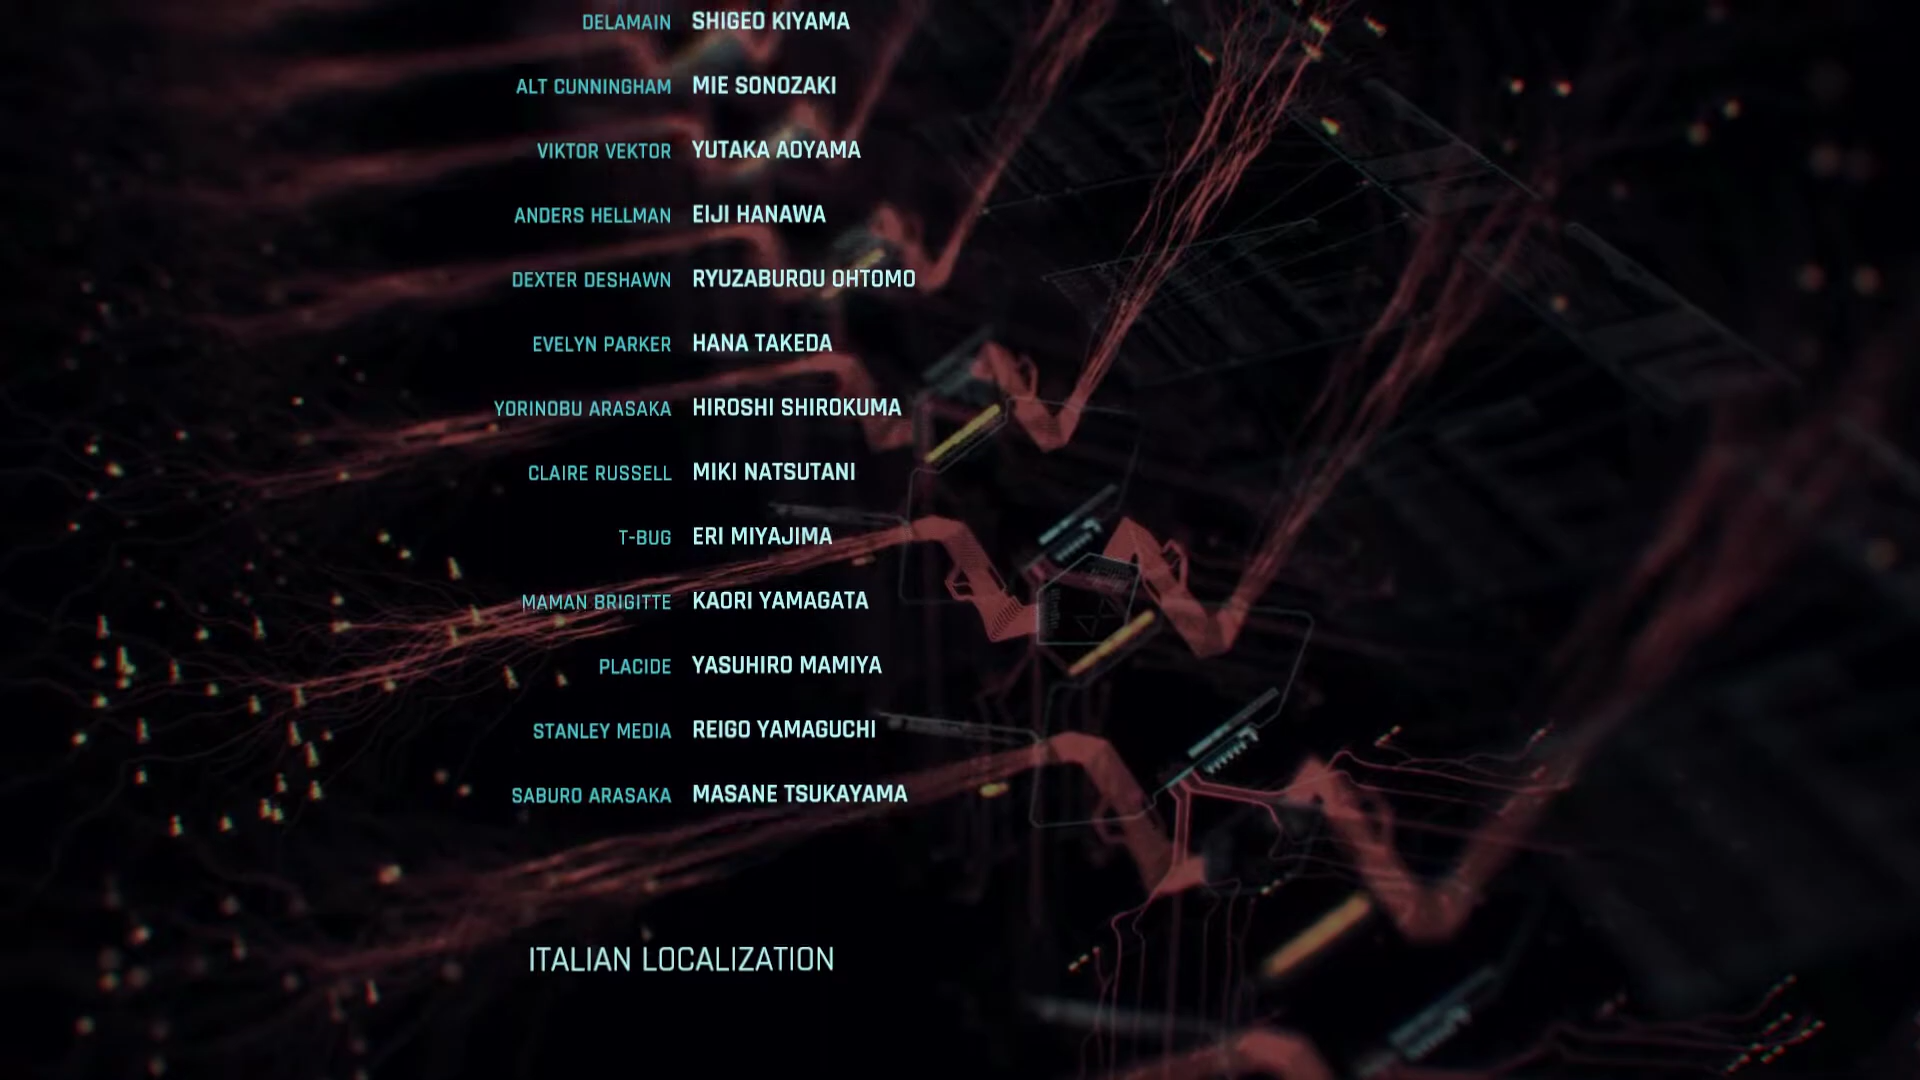 DELAMAIN SHIGEO KIYAMA
ALT CUNNINGHAM MIE SONOZAKI
VIKTOR VEKTOR YUTAKA AOYAMA
ANDERS HELLMAN EIJI HANAWA
DEXTER DESHAWN RYUZABUROU OHTOMO
EVELYN PARKER HANA TAKEDA
YORINOBU ARASAKA HIROSHI SHIROKUMA
CLAIRE RUSSELL MIKI NATSUTANI
T-BUG ERI MIYAJIMA
MAMAN BRIGITTE KAORI YAMAGATA
PLACIDE YASUHIRO MAMIYA
STANLEY MEDIA REIGO YAMAGUCHI
SABURO ARASAKA MASANE TSUKAYAMA
ITALIAN LOCALIZATION